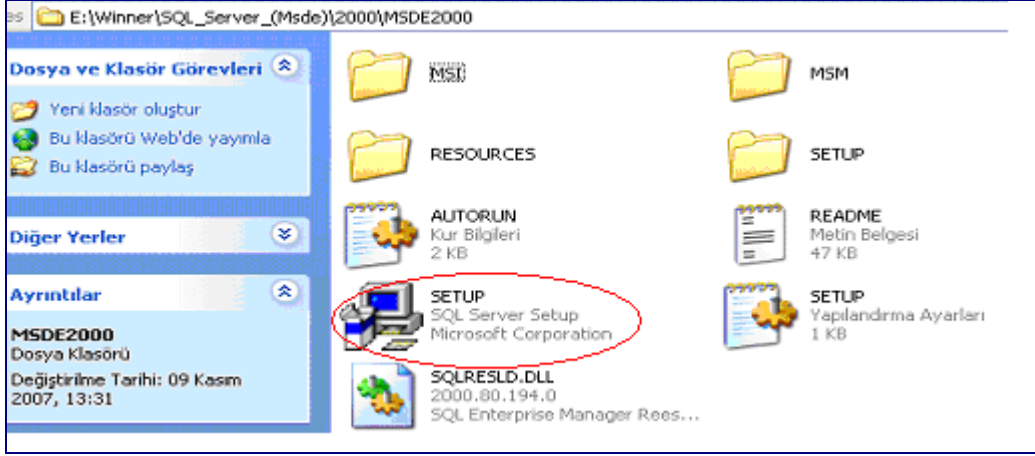 es E:\Winner\SQL_Server_(Msde)\2000\MSDE2000
Dosya ve Klasör Görevleri
Yeni klasör oluştur
Bu klasörü Web'de yayımla
Bu klasörü paylaş
Diğer Yerler
Ayrıntılar
MSDE2000
Dosya Klasörü
Değiştirilme Tarihi: 09 Kasım
2007, 13:31
MSI
MSM
RESOURCES
SETUP
AUTORUN
Kur Bilgileri
2 KB
README
Metin Belgesi
47 KB
SETUP
SQL Server Setup
Microsoft Corporation
SETUP
Yapılandırma Ayarları
1 KB
SQLRESLD.DLL
2000.80.194.0
SQL Enterprise Manager Rees...